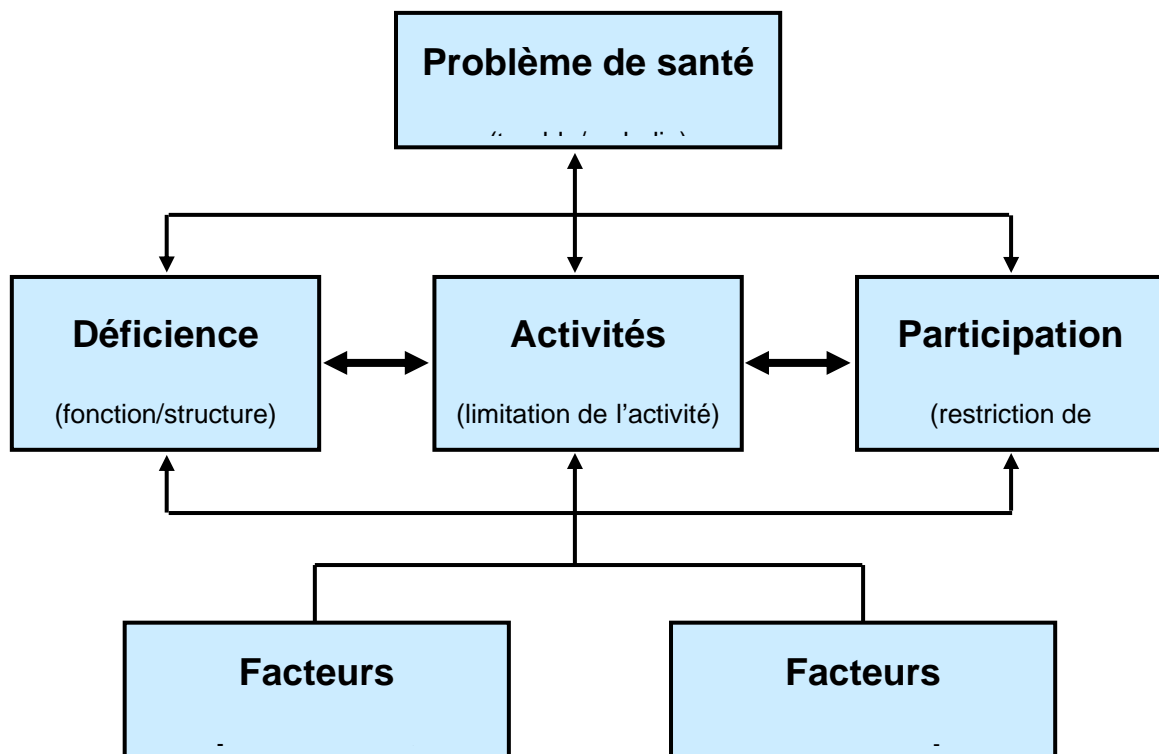 Problème de santé
Déficience
(fonction/structure)
Activités
(limitation de l’activité)
Participation
(restriction de
Facteurs
Facteurs